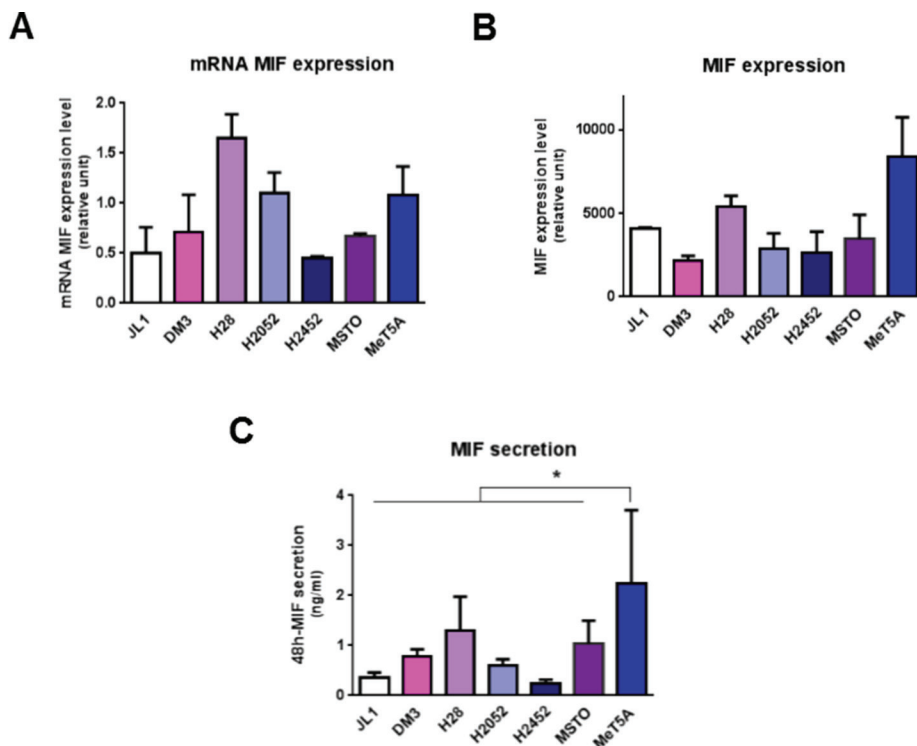 A
mRNA MIF expression
mRNA MIF expression level
(relative unit)
2.0
1.5
1.0
0.5
0.0
JL1
DM3
H28
H2052
H2452
MSTO
MeT5A
B
MIF expression
MIF expression level
(relative unit)
10000
5000
0
JL1
DM3
H28
H2052
H2452
MSTO
MeT5A
C
MIF secretion
*
48h-MIF secretion
(ng/ml)
4
3
2
1
0
JL1
DM3
H28
H2052
H2452
MSTO
MeT5A